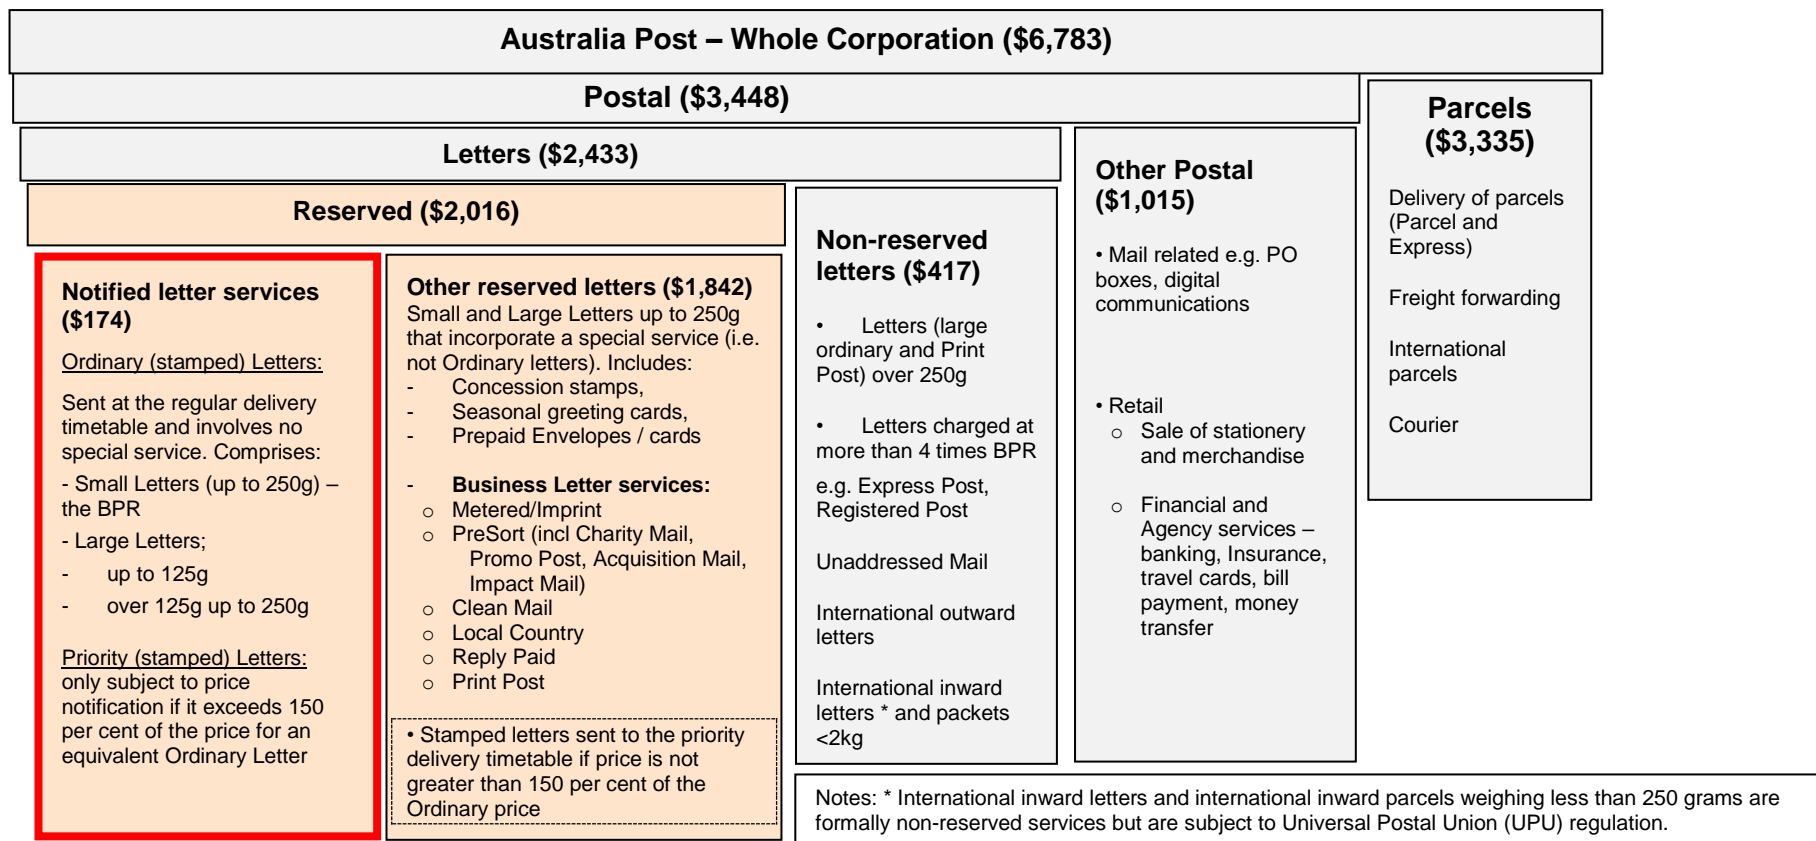 Australia Post – Whole Corporation ($6,783)
Postal ($3,448)
Letters ($2,433)
Reserved ($2,016)
Notified letter services
($174)
Ordinary (stamped) Letters:
Sent at the regular delivery
timetable and involves no
special service. Comprises:
- Small Letters (up to 250g) –
the BPR
- Large Letters;
- up to 125g
- over 125g up to 250g
Priority (stamped) Letters:
only subject to price
notification if it exceeds 150
per cent of the price for an
equivalent Ordinary Letter
Other reserved letters ($1,842)
Small and Large Letters up to 250g
that incorporate a special service (i.e.
not Ordinary letters). Includes:
- Concession stamps,
- Seasonal greeting cards,
- Prepaid Envelopes / cards
- Business Letter services:
o Metered/Imprint
o PreSort (incl Charity Mail,
Promo Post, Acquisition Mail,
Impact Mail)
o Clean Mail
o Local Country
o Reply Paid
o Print Post
• Stamped letters sent to the priority
delivery timetable if price is not
greater than 150 per cent of the
Ordinary price
Non-reserved
letters ($417)
• Letters (large
ordinary and Print
Post) over 250g
• Letters charged at
more than 4 times BPR
e.g. Express Post,
Registered Post
Unaddressed Mail
International outward
letters
International inward
letters * and packets
<2kg
Other Postal
($1,015)
• Mail related e.g. PO
boxes, digital
communications
• Retail
o Sale of stationery
and merchandise
o Financial and
Agency services –
banking, Insurance,
travel cards, bill
payment, money
transfer
Parcels
($3,335)
Delivery of parcels
(Parcel and
Express)
Freight forwarding
International
parcels
Courier
Notes: * International inward letters and international inward parcels weighing less than 250 grams are
formally non-reserved services but are subject to Universal Postal Union (UPU) regulation.